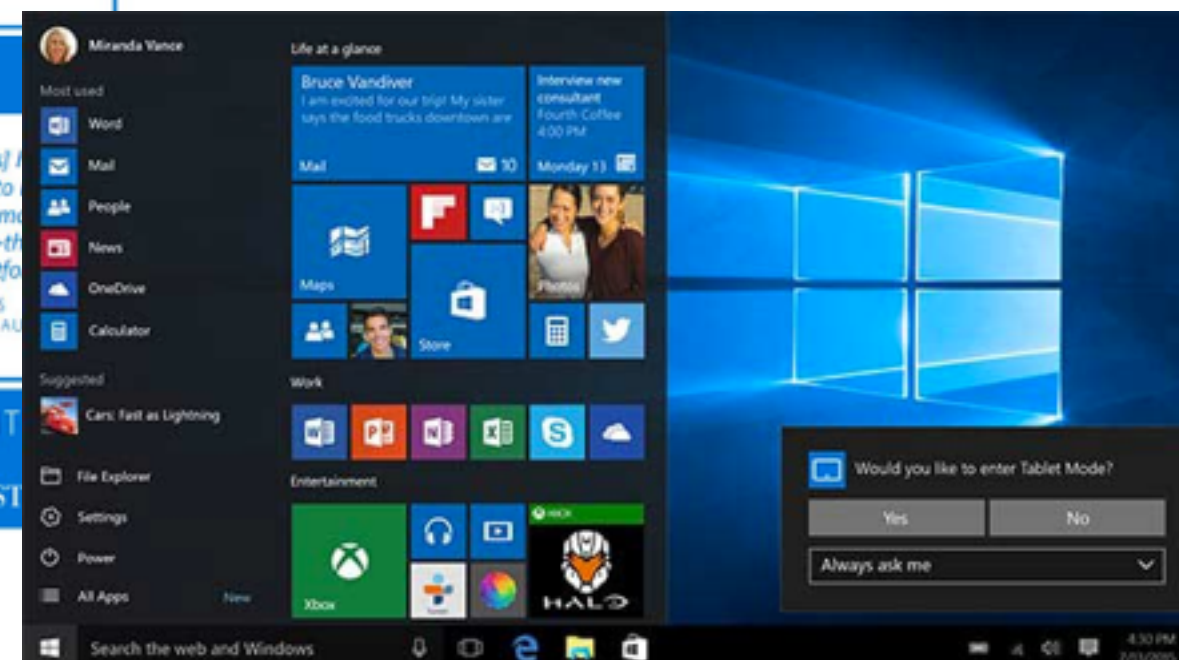 Miranda Vance
Most used
Word
Mail
People
News
OneDrive
Calculator
Suggested
Cars: Fast as Lightning
File Explorer
Settings
Power
All Apps
New
Life at a glance
Bruce Vandiver
I am excited for our trip! My sister
says the food trucks downtown are
Mail
10
Interview new
consultant
Fourth Coffee
4:00 PM
Monday 13
Maps
Store
Photos
Work
Entertainment
Xbox
XBOX
HALO
Would you like to enter Tablet Mode?
Yes
No
Always ask me
Search the web and Windows
4:30 PM
7/13/2015